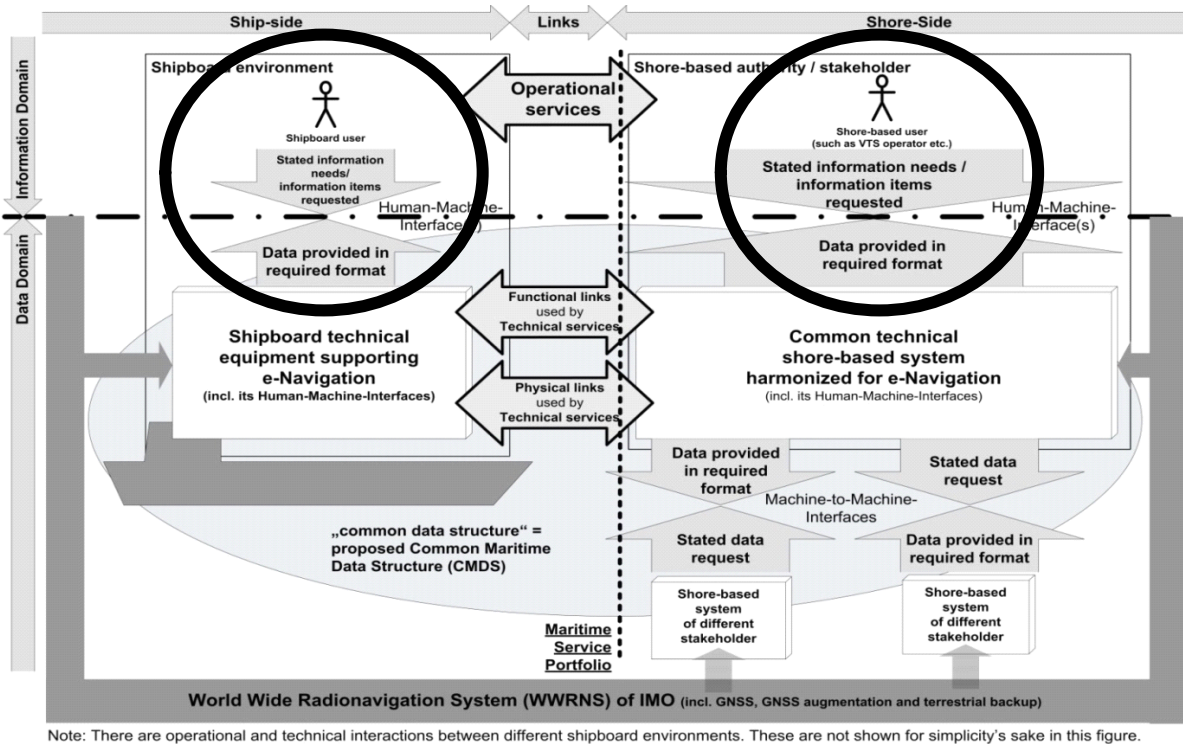 Ship-side
Links
Shore-Side
Information Domain
Data Domain
Shipboard environment
Shore-based authority / stakeholder
Operational
services
Shipboard user
Shore-based user
(such as VTS operator etc.)
Stated information
needs/
information items
requested
Stated information needs /
information items
requested
Human-Machine-
Interface(s)
Human-Machine-
Interface(s)
Data provided in
required format
Data provided in
required format
Functional links
used by
Technical services
Shipboard technical
equipment supporting
e-Navigation
(incl. its Human-Machine-Interfaces)
Common technical
shore-based system
harmonized for e-Navigation
(incl. its Human-Machine-Interfaces)
Physical links
used by
Technical services
Data provided
in required
format
Stated data
request
Machine-to-Machine-
Interfaces
Stated data
request
Data provided in
required format
„common data structure“ =
proposed Common Maritime
Data Structure (CMDS)
Shore-based
system
of different
stakeholder
Shore-based
system
of different
stakeholder
Maritime
Service
Portfolio
World Wide Radionavigation System (WWRNS) of IMO (incl. GNSS, GNSS augmentation and terrestrial backup)
Note: There are operational and technical interactions between different shipboard environments. These are not shown for simplicity's sake in this figure.